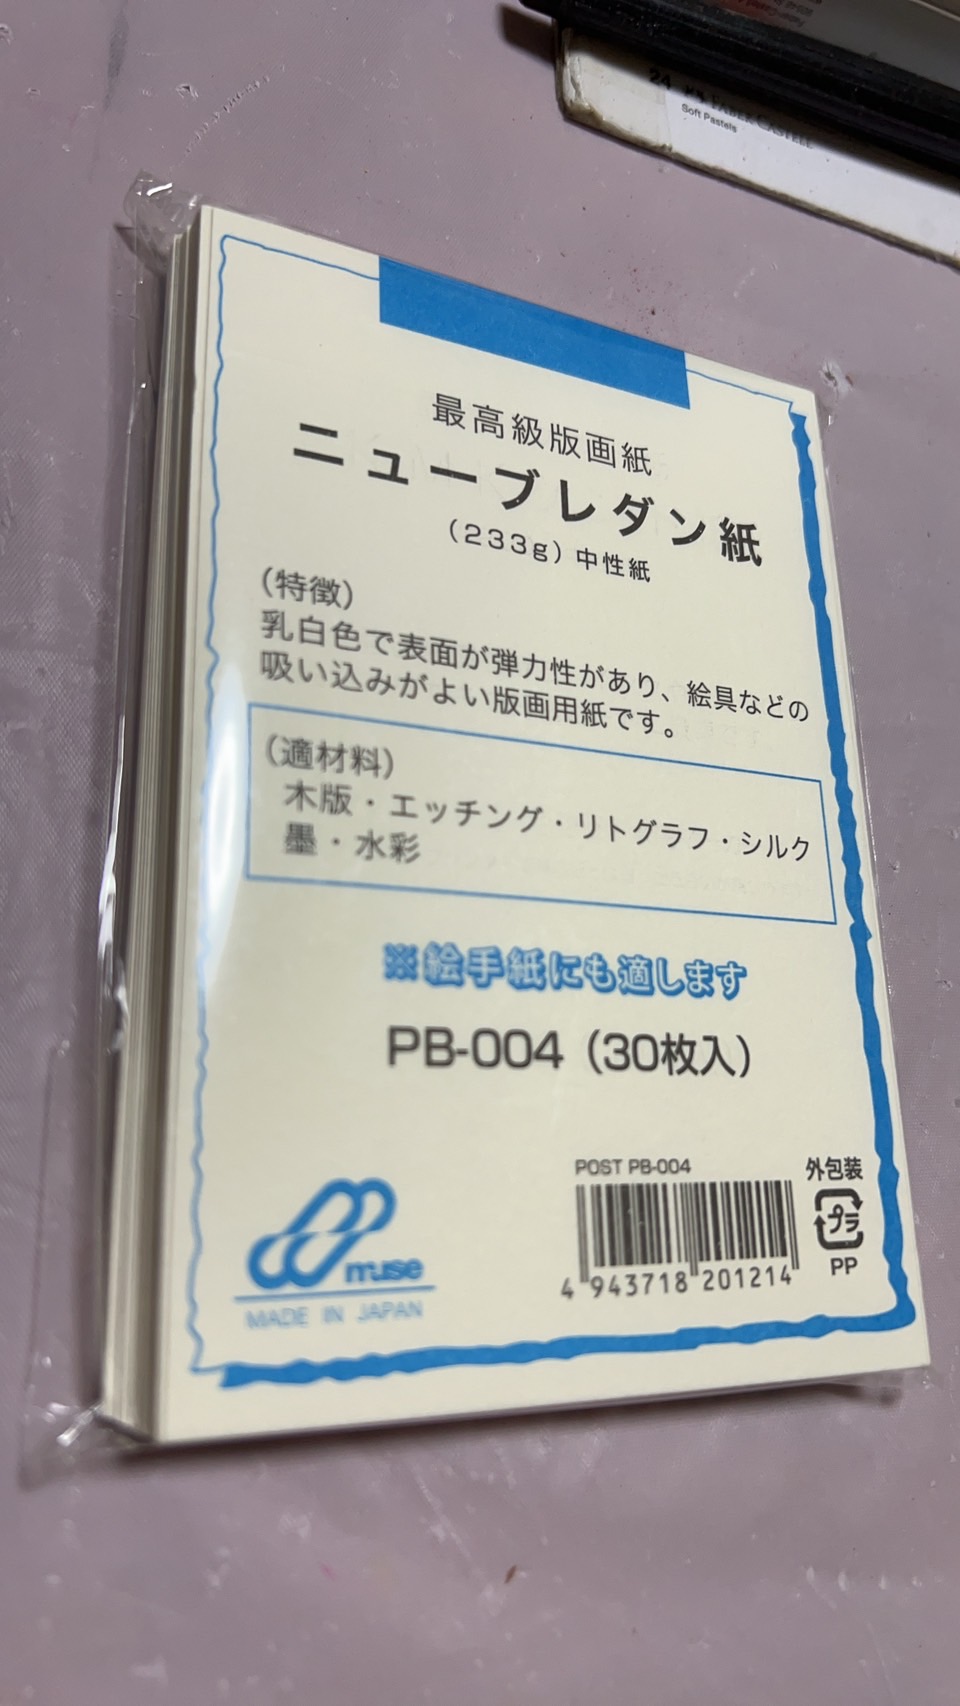 24
FABER-CASTELL
Soft Pastels
最高級版画紙
ニューブレダン紙
(233g) 中性紙
(特徴)
乳白色で表面が弾力性があり、絵具などの
吸い込みがよい版画用紙です。
(適材料)
木版・エッチング・リトグラフ・シルク
墨・水彩
※絵手紙にも適します
PB-004 (30枚入)
POST PB-004
外包装
プラ
PP
4 943718 201214
muse
MADE IN JAPAN